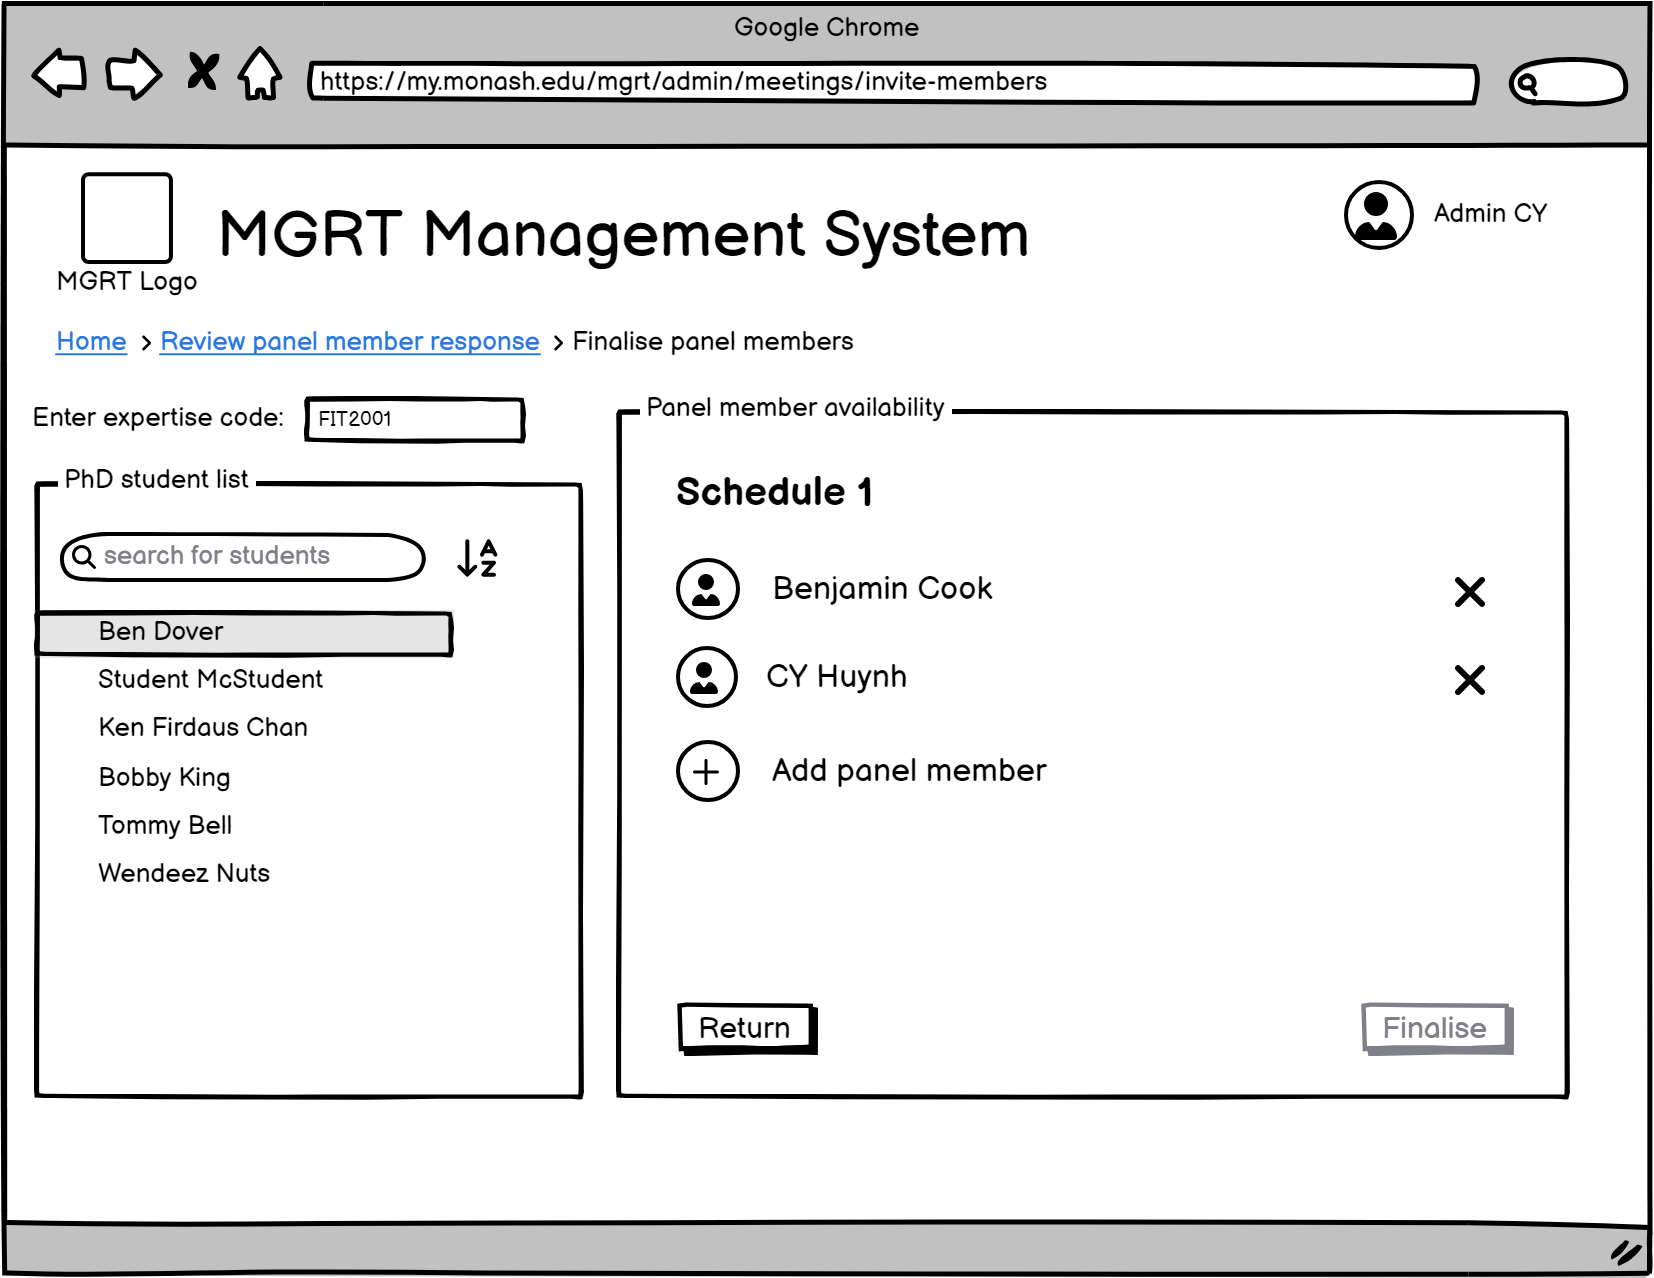 Google Chrome
https://my.monash.edu/mgrt/admin/meetings/invite-members
MGRT Logo
MGRT Management System
Admin CY
Home > Review panel member response > Finalise panel members
Enter expertise code: FIT2001
PhD student list
search for students
A
Z
Ben Dover
Student McStudent
Ken Firdaus Chan
Bobby King
Tommy Bell
Wendeez Nuts
Panel member availability
Schedule 1
Benjamin Cook
CY Huynh
Add panel member
Return
Finalise